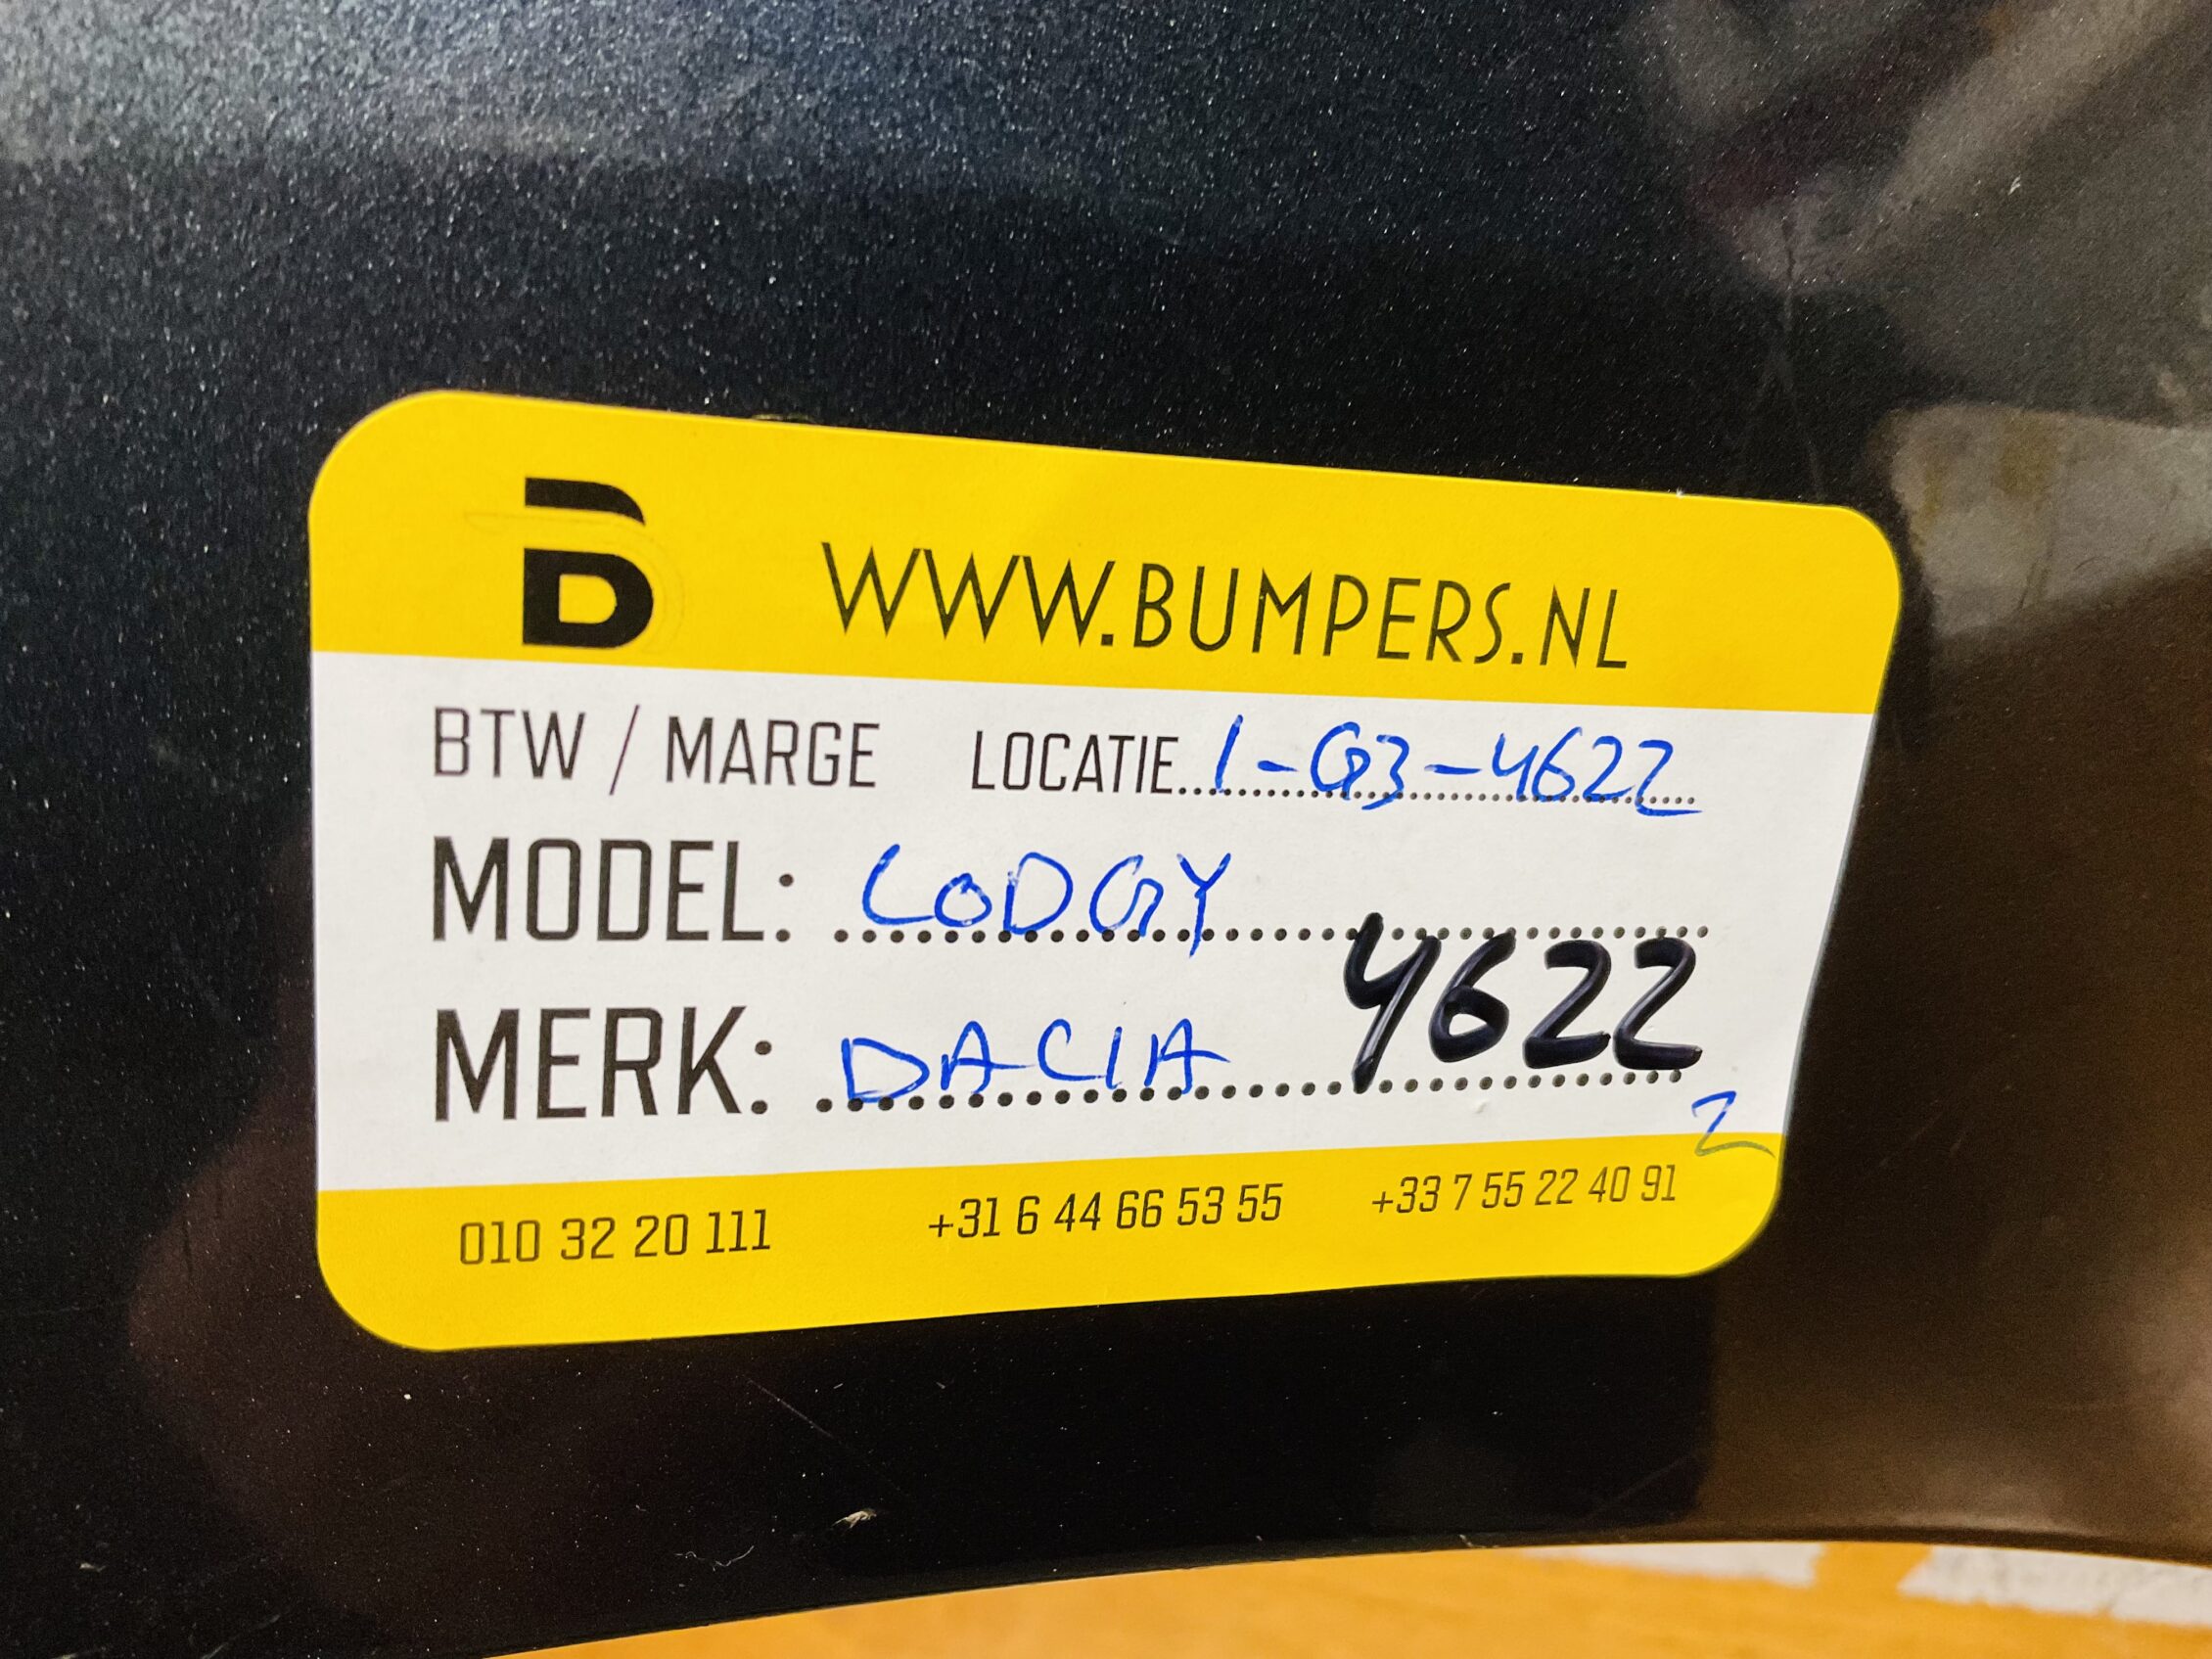 B WWW.BUMPERS.NL
BTW / MARGE LOCATIE 1-G3-4622
MODEL: LODGY
4622
MERK: DACIA
2
010 32 20 111 +31 6 44 66 53 55 +33 7 55 22 40 91